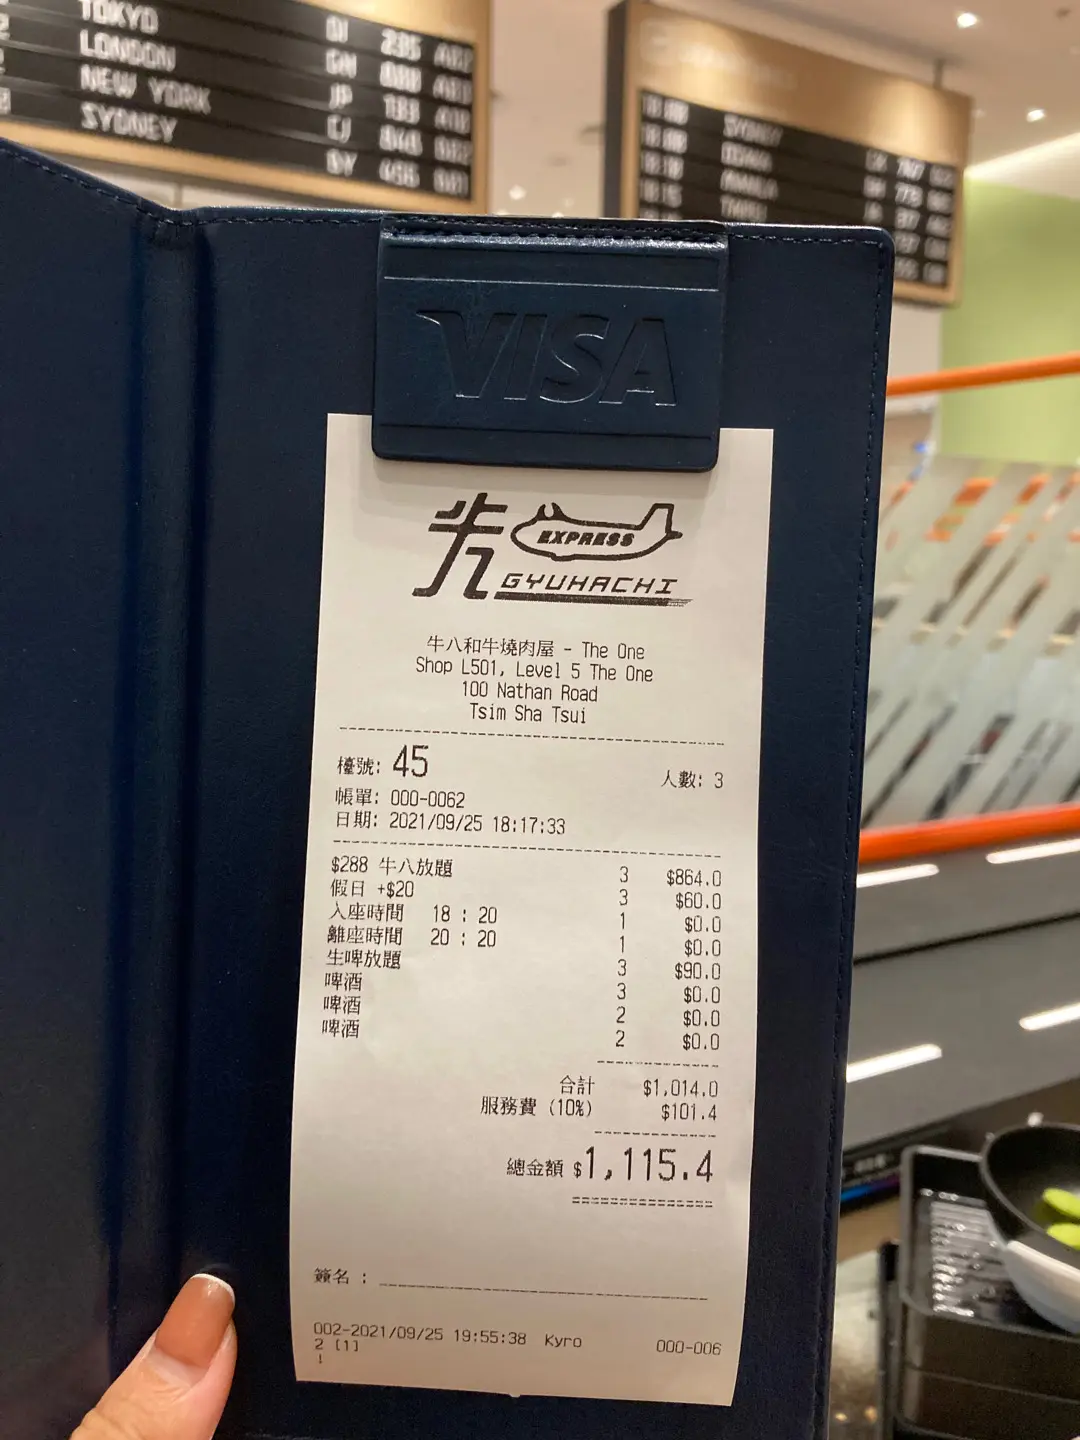 TOKYO
LONDON
NEW YORK
SYDNEY
VISA
EXPRESS
GYUHACHI
牛八和牛燒肉屋 - The One
Shop L501, Level 5 The One
100 Nathan Road
Tsim Sha Tsui
檯號: 45 人數: 3
帳單: 000-0062
日期: 2021/09/25 18:17:33
$288 牛八放題 3 $864.0
假日 +$20 3 $60.0
入座時間 18 : 20 1 $0.0
離座時間 20 : 20 1 $0.0
生啤放題 3 $90.0
啤酒 3 $0.0
啤酒 2 $0.0
啤酒 2 $0.0
合計 $1,014.0
服務費 (10%) $101.4
總金額 $1,115.4
簽名 :
002-2021/09/25 19:55:38 Kyro 000-006
2 [1]